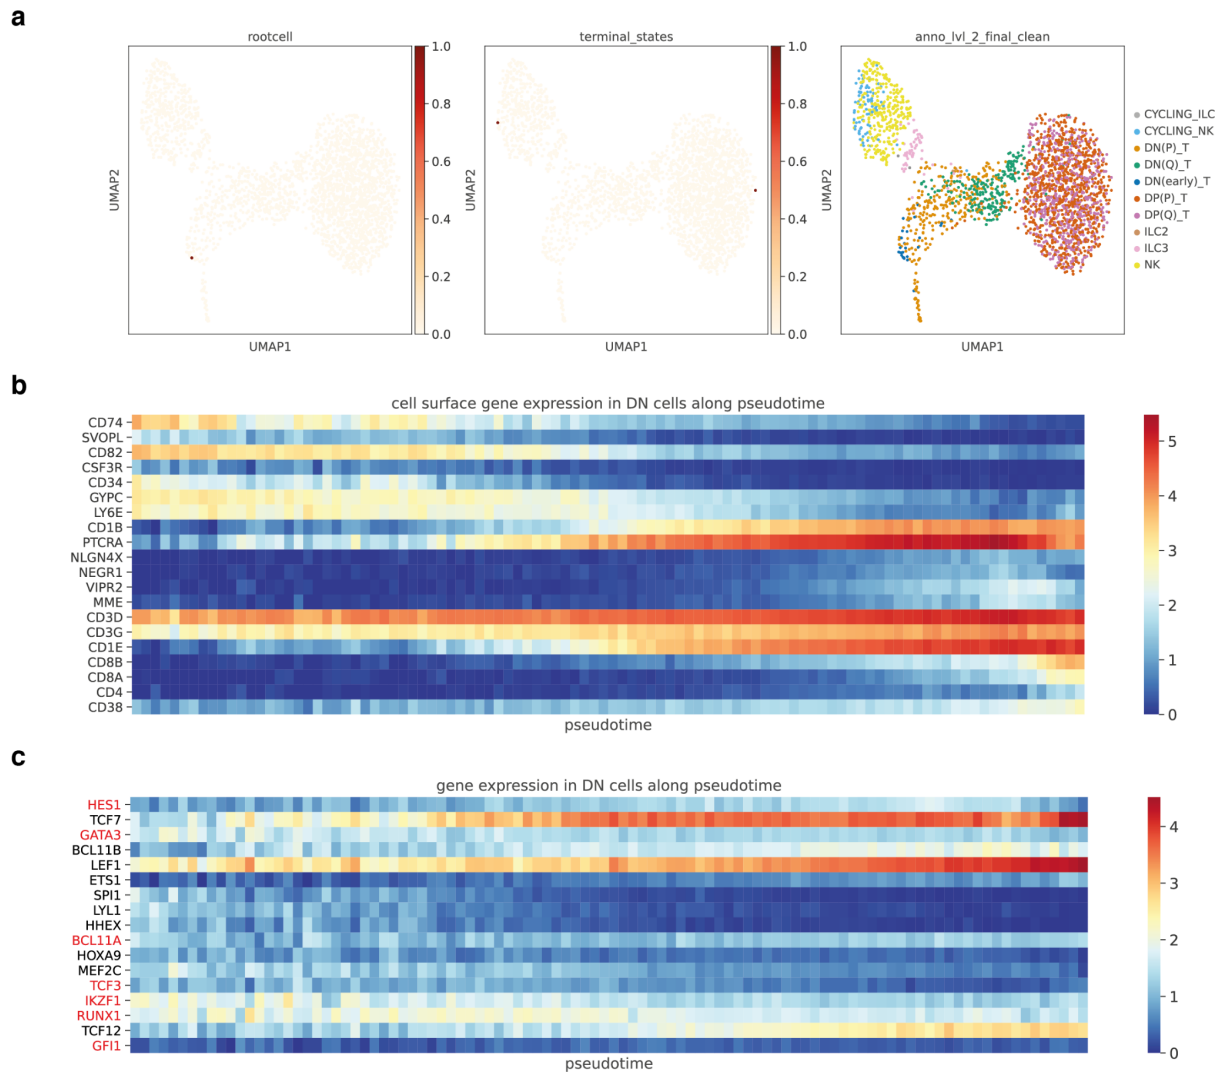 a
rootcell
terminal_states
anno_lvl_2_final_clean
1.0
0.8
0.6
0.4
0.2
0.0
UMAP2
UMAP1
1.0
0.8
0.6
0.4
0.2
0.0
UMAP2
UMAP1
UMAP2
UMAP1
CYCLING_ILC
CYCLING_NK
DN(P)_T
DN(Q)_T
DN(early)_T
DP(P)_T
DP(Q)_T
ILC2
ILC3
NK
b
cell surface gene expression in DN cells along pseudotime
CD74
SVOPL
CD82
CSF3R
CD34
GYPC
LY6E
CD1B
PTCRA
NLGN4X
NEGR1
VIPR2
MME
CD3D
CD3G
CD1E
CD8B
CD8A
CD4
CD38
pseudotime
5
4
3
2
1
0
c
gene expression in DN cells along pseudotime
HES1
TCF7
GATA3
BCL11B
LEF1
ETS1
SPI1
LYL1
HHEX
BCL11A
HOXA9
MEF2C
TCF3
IKZF1
RUNX1
TCF12
GFI1
pseudotime
4
3
2
1
0